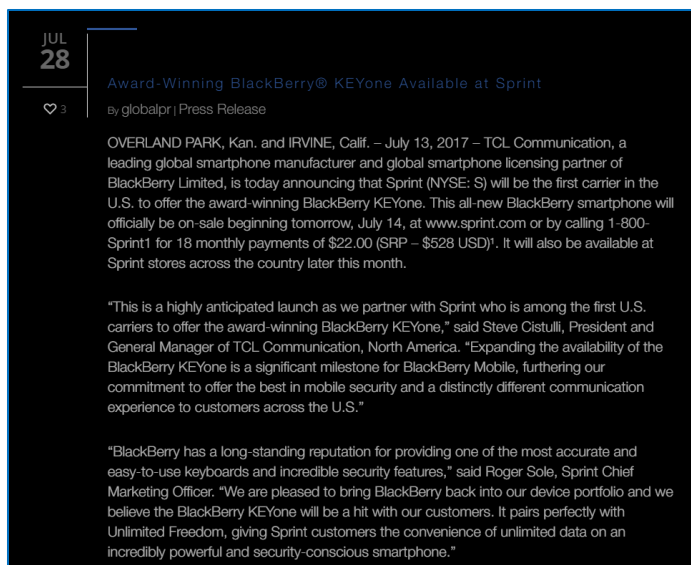 JUL
28
3
Award-Winning BlackBerry® KEYone Available at Sprint
By globalpr | Press Release
OVERLAND PARK, Kan. and IRVINE, Calif. – July 13, 2017 – TCL Communication, a
leading global smartphone manufacturer and global smartphone licensing partner of
BlackBerry Limited, is today announcing that Sprint (NYSE: S) will be the first carrier in the
U.S. to offer the award-winning BlackBerry KEYone. This all-new BlackBerry smartphone will
officially be on-sale beginning tomorrow, July 14, at www.sprint.com or by calling 1-800-
Sprint1 for 18 monthly payments of $22.00 (SRP – $528 USD)¹. It will also be available at
Sprint stores across the country later this month.
“This is a highly anticipated launch as we partner with Sprint who is among the first U.S.
carriers to offer the award-winning BlackBerry KEYone,” said Steve Cistulli, President and
General Manager of TCL Communication, North America. “Expanding the availability of the
BlackBerry KEYone is a significant milestone for BlackBerry Mobile, furthering our
commitment to offer the best in mobile security and a distinctly different communication
experience to customers across the U.S.”
“BlackBerry has a long-standing reputation for providing one of the most accurate and
easy-to-use keyboards and incredible security features,” said Roger Sole, Sprint Chief
Marketing Officer. “We are pleased to bring BlackBerry back into our device portfolio and we
believe the BlackBerry KEYone will be a hit with our customers. It pairs perfectly with
Unlimited Freedom, giving Sprint customers the convenience of unlimited data on an
incredibly powerful and security-conscious smartphone.”